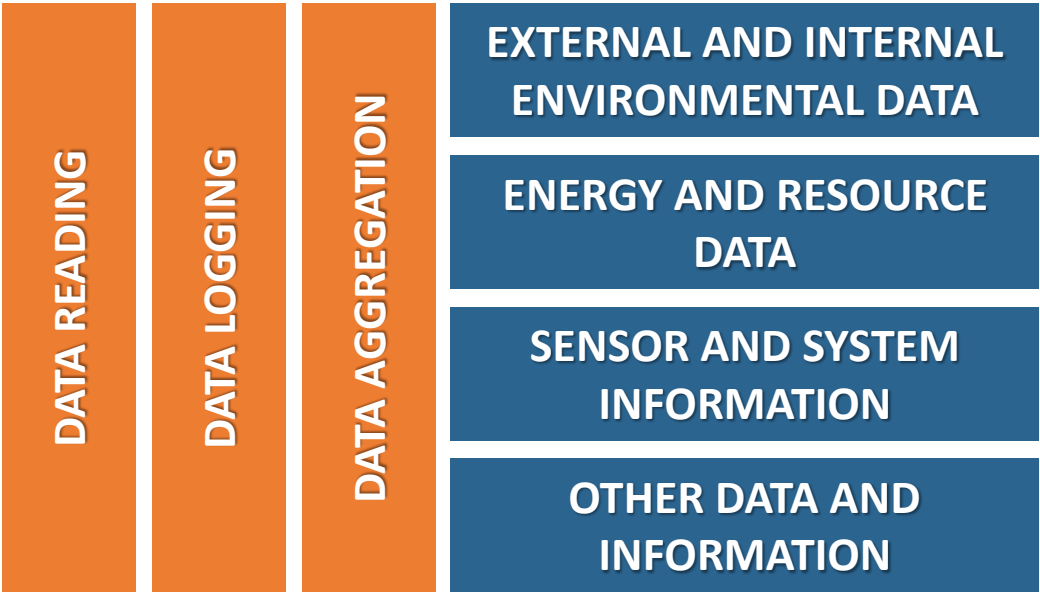 DATA READING
DATA LOGGING
DATA AGGREGATION
EXTERNAL AND INTERNAL
ENVIRONMENTAL DATA
ENERGY AND RESOURCE
DATA
SENSOR AND SYSTEM
INFORMATION
OTHER DATA AND
INFORMATION